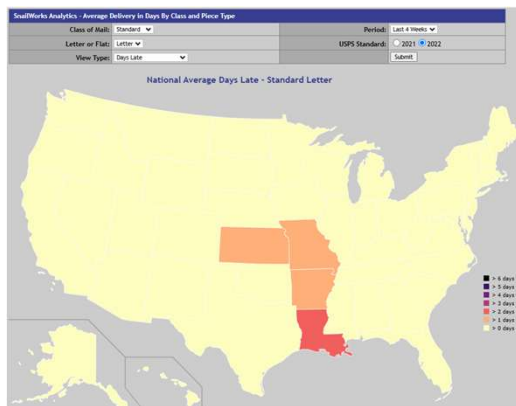 SnailWorks Analytics - Average Delivery in Days By Class and Piece Type
Class of Mail: Standard Period: Last 4 Weeks
Letter or Flat: Letter USPS Standard: 2021 2022
View Type: Days Late Submit
National Average Days Late - Standard Letter
> 6 days
> 5 days
> 4 days
> 3 days
> 2 days
> 1 days
> 0 days